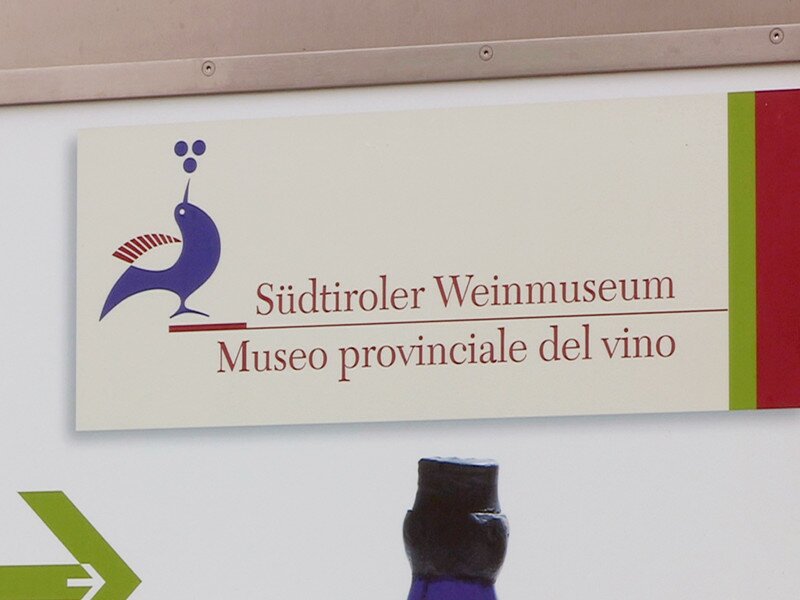 Südtiroler Weinmuseum
Museo provinciale del vino